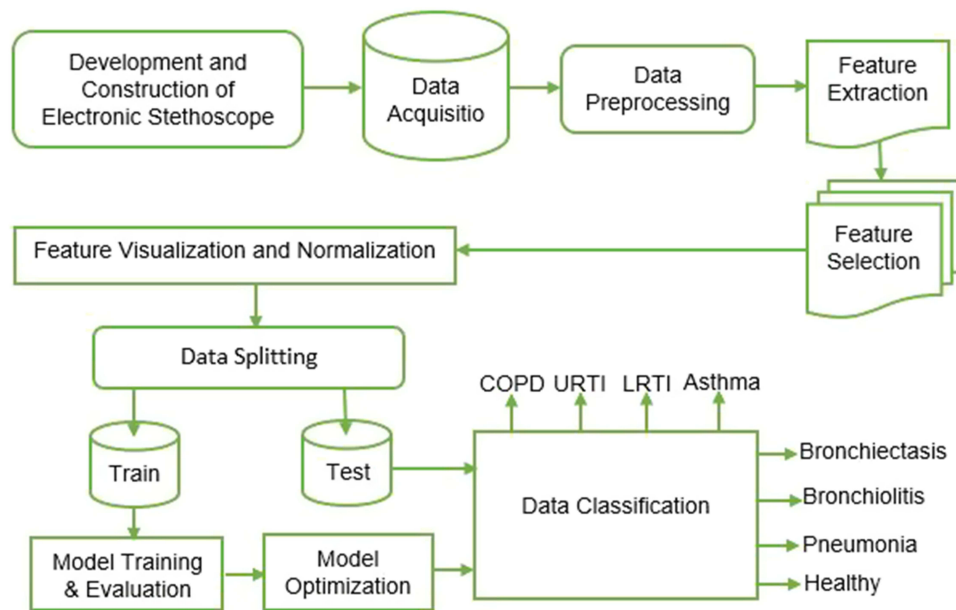 Development and
Construction of
Electronic Stethoscope
Data
Acquisitio
Data
Preprocessing
Feature
Extraction
Feature
Selection
Feature Visualization and Normalization
Data Splitting
Train
Test
Model Training
& Evaluation
Model
Optimization
Data Classification
COPD
URTI
LRTI
Asthma
Bronchiectasis
Bronchiolitis
Pneumonia
Healthy